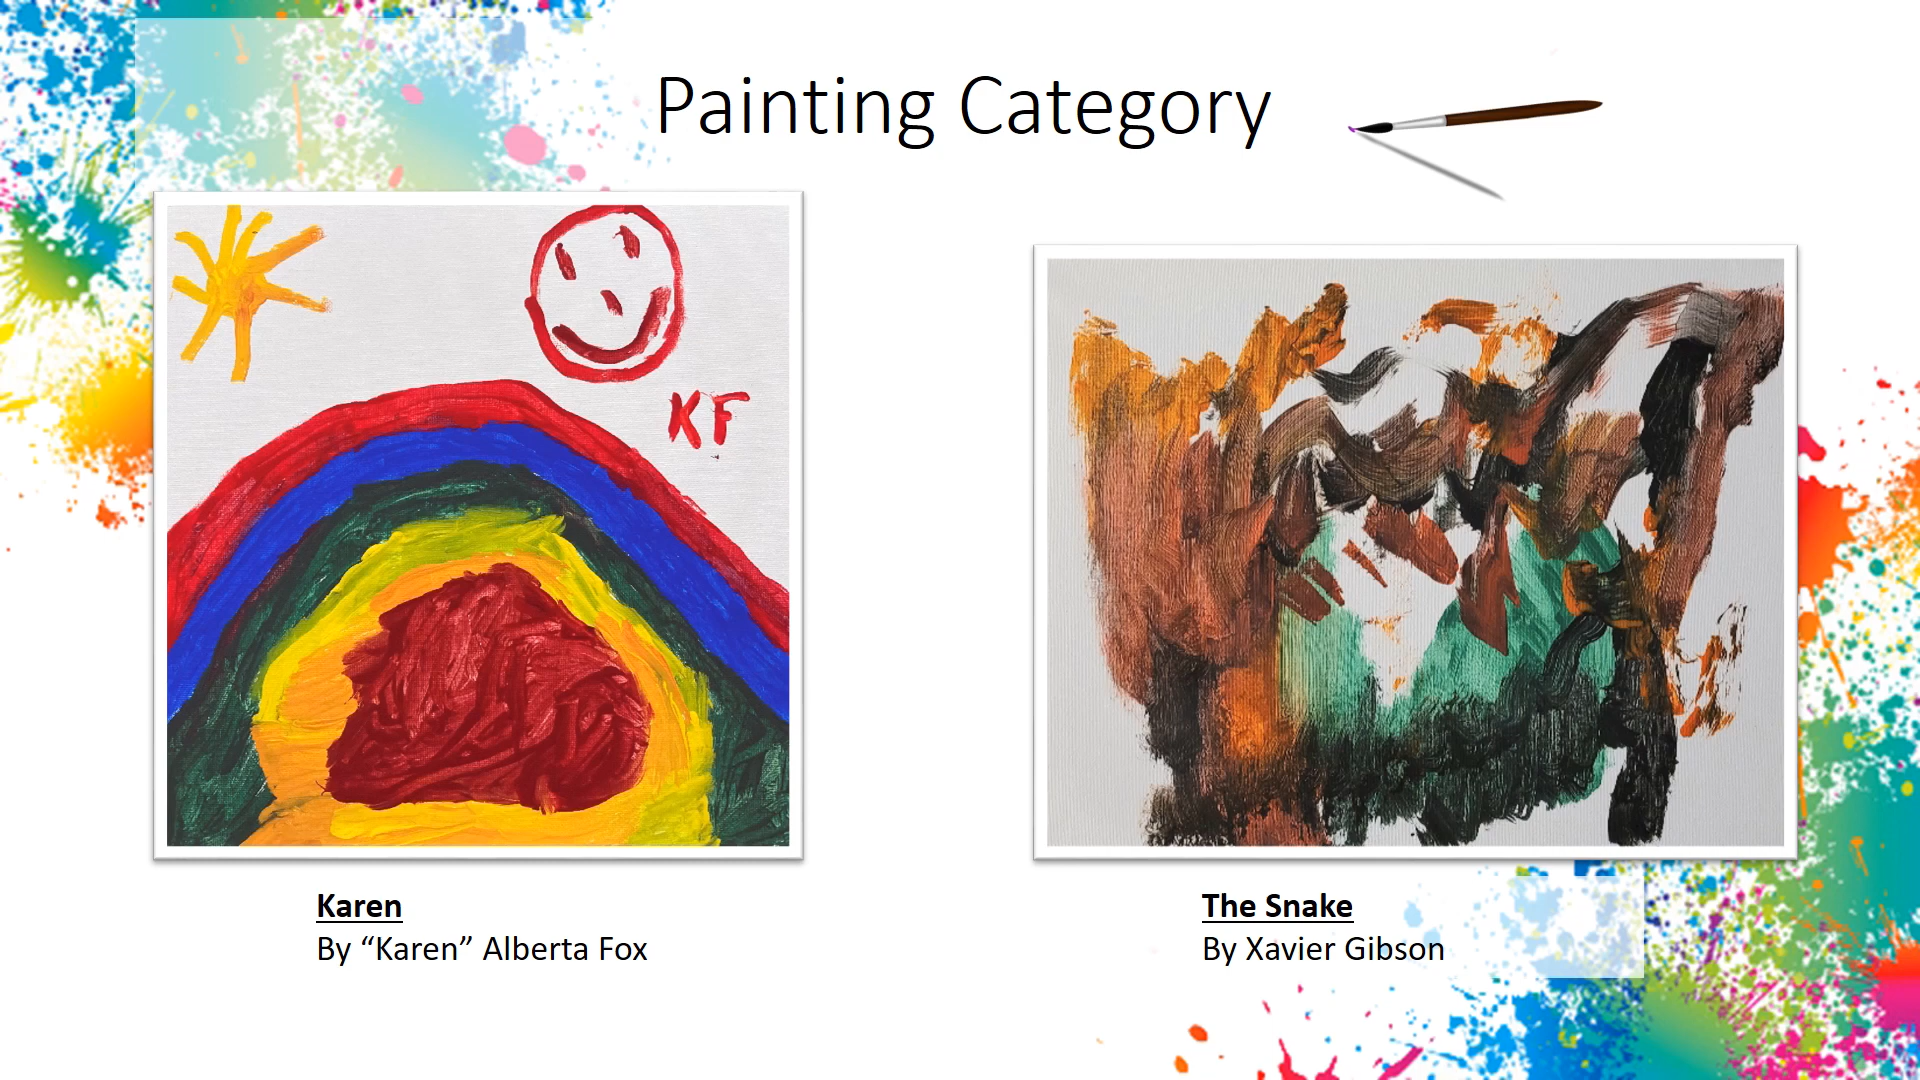 Painting Category
KF
Karen
By “Karen” Alberta Fox
The Snake
By Xavier Gibson